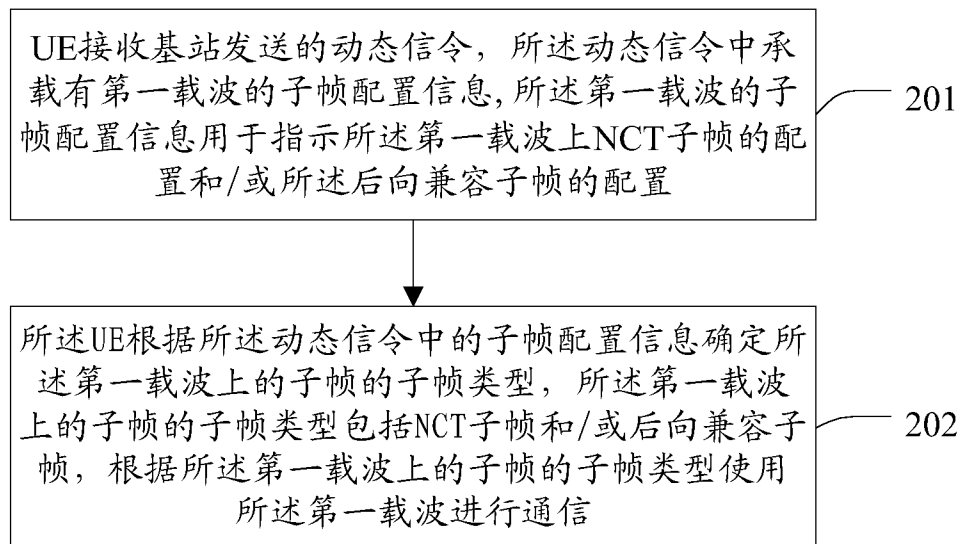 UE接收基站发送的动态信令，所述动态信令中承
载有第一载波的子帧配置信息,所述第一载波的子
帧配置信息用于指示所述第一载波上NCT子帧的配
置和/或所述后向兼容子帧的配置
201
所述UE根据所述动态信令中的子帧配置信息确定所
述第一载波上的子帧的子帧类型，所述第一载波
上的子帧的子帧类型包括NCT子帧和/或后向兼容子
帧，根据所述第一载波上的子帧的子帧类型使用
所述第一载波进行通信
202